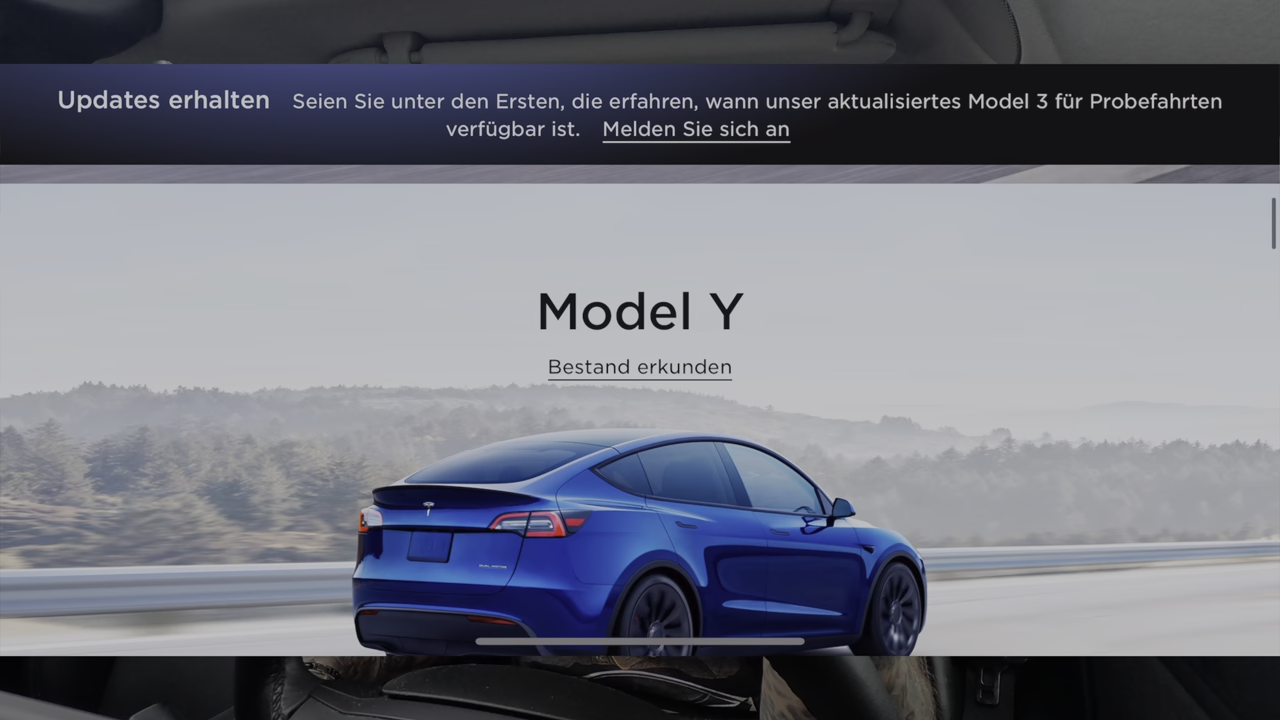 Updates erhalten Seien Sie unter den Ersten, die erfahren, wann unser aktualisiertes Model 3 für Probefahrten
verfügbar ist. Melden Sie sich an
Model Y
Bestand erkunden